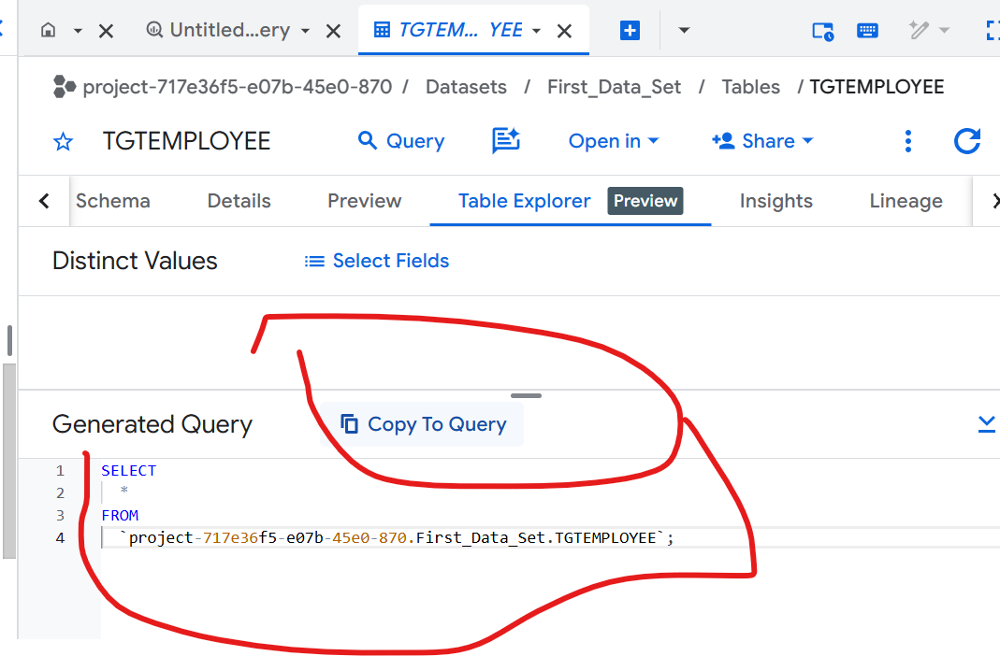 Untitled...ery TGTEM... YEE
project-717e36f5-e07b-45e0-870 / Datasets / First_Data_Set / Tables / TGTEMPLOYEE
TGTEMPLOYEE Query Open in Share
Schema Details Preview Table Explorer Preview Insights Lineage
Distinct Values Select Fields
Generated Query Copy To Query
1 SELECT
2 *
3 FROM
4 `project-717e36f5-e07b-45e0-870.First_Data_Set.TGTEMPLOYEE`;